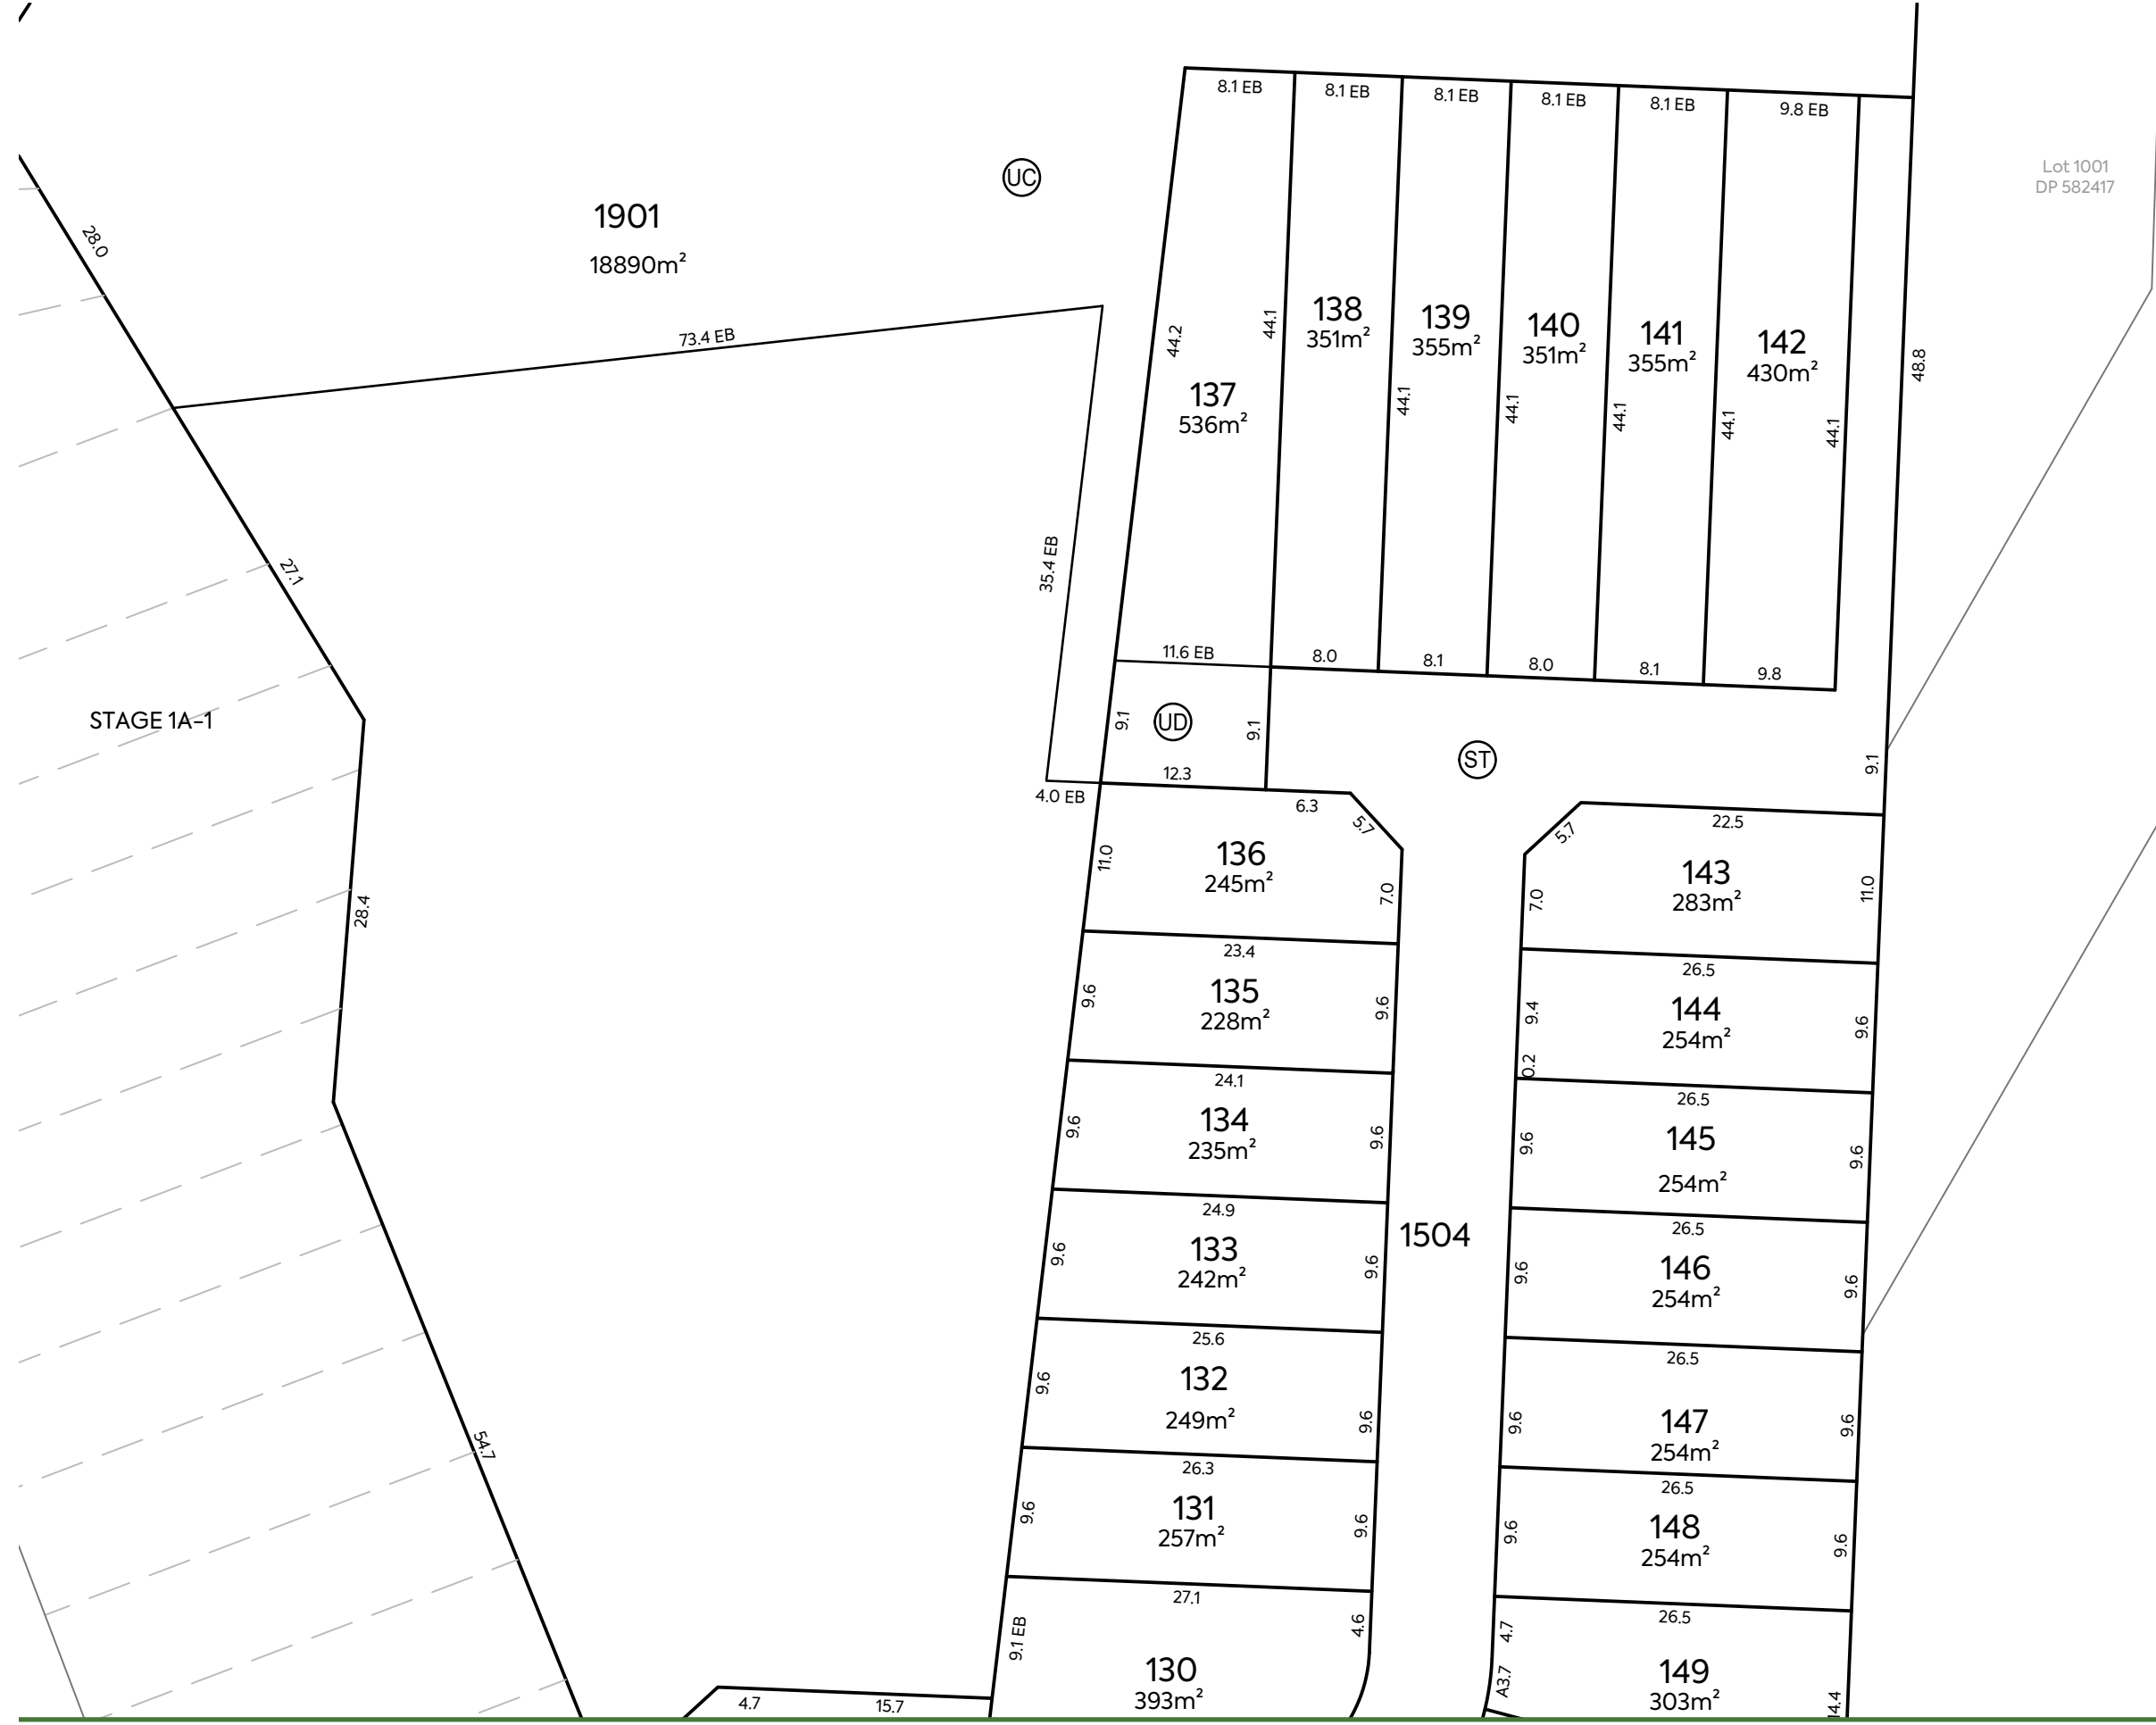 8.1 EB
8.1 EB
8.1 EB
8.1 EB
8.1 EB
9.8 EB
Lot 1001
DP 582417
UC
1901
18890m²
28.0
73.4 EB
44.2
44.1
138
351m²
139
355m²
140
351m²
141
355m²
142
430m²
48.8
137
536m²
44.1
44.1
44.1
44.1
44.1
35.4 EB
27.1
11.6 EB
8.0
8.1
8.0
8.1
9.8
STAGE 1A-1
9.1
UD
9.1
ST
9.1
12.3
4.0 EB
6.3
5.7
5.7
22.5
11.0
136
245m²
7.0
7.0
143
283m²
11.0
28.4
23.4
26.5
9.6
135
228m²
9.6
9.4
0.2
144
254m²
9.6
24.1
26.5
9.6
134
235m²
9.6
9.6
145
254m²
9.6
24.9
26.5
1504
9.6
133
242m²
9.6
9.6
146
254m²
9.6
25.6
26.5
9.6
132
249m²
9.6
9.6
147
254m²
9.6
54.7
26.3
26.5
9.6
131
257m²
9.6
9.6
148
254m²
9.6
27.1
26.5
9.1 EB
130
393m²
4.6
4.7
A3.7
149
303m²
14.4
4.7
15.7